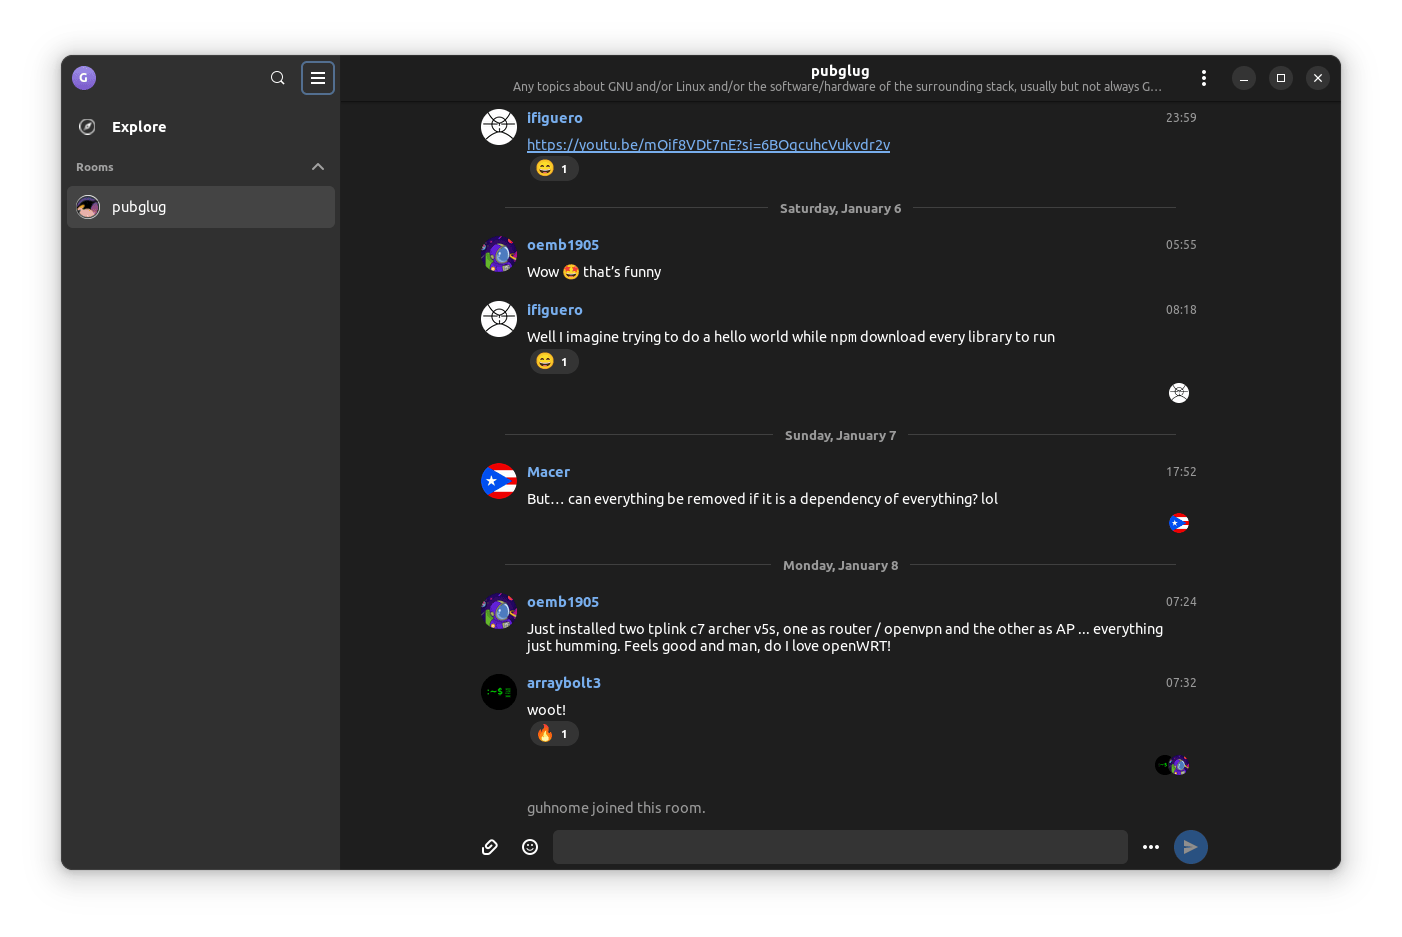 G
Explore
Rooms
pubglug
pubglug
Any topics about GNU and/or Linux and/or the software/hardware of the surrounding stack, usually but not always G…
ifiguero
23:59
https://youtu.be/mQif8VDt7nE?si=6BOqcuhcVukvdr2v
😄 1
Saturday, January 6
oemb1905
05:55
Wow 🤩 that’s funny
ifiguero
08:18
Well I imagine trying to do a hello world while npm download every library to run
😄 1
Sunday, January 7
Macer
17:52
But… can everything be removed if it is a dependency of everything? lol
Monday, January 8
oemb1905
07:24
Just installed two tplink c7 archer v5s, one as router / openvpn and the other as AP ... everything
just humming. Feels good and man, do I love openWRT!
:~$
arraybolt3
07:32
woot!
🔥 1
guhnome joined this room.